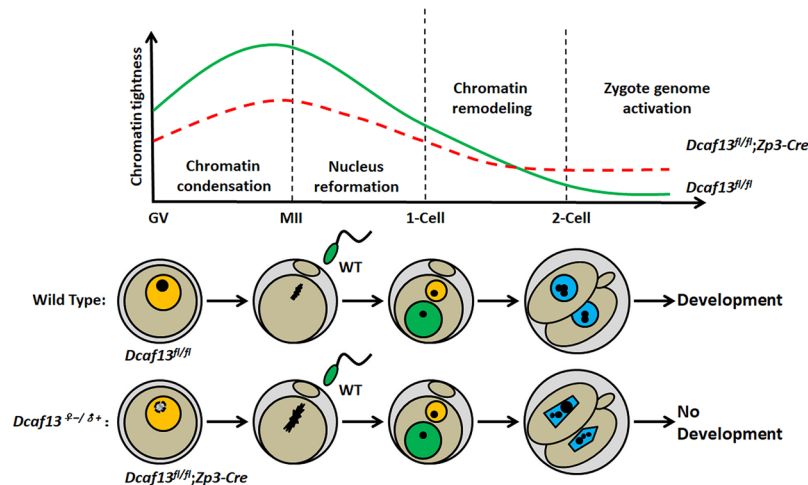 Chromatin tightness
Chromatin
condensation
Nucleus
reformation
Chromatin
remodeling
Zygote genome
activation
Dcaf13fl/fl;Zp3-Cre
Dcaf13fl/fl
GV
MII
1-Cell
2-Cell
WT
Wild Type:
Development
Dcaf13fl/fl
WT
Dcaf13 ♀−/♂+ :
No
Development
Dcaf13fl/fl;Zp3-Cre